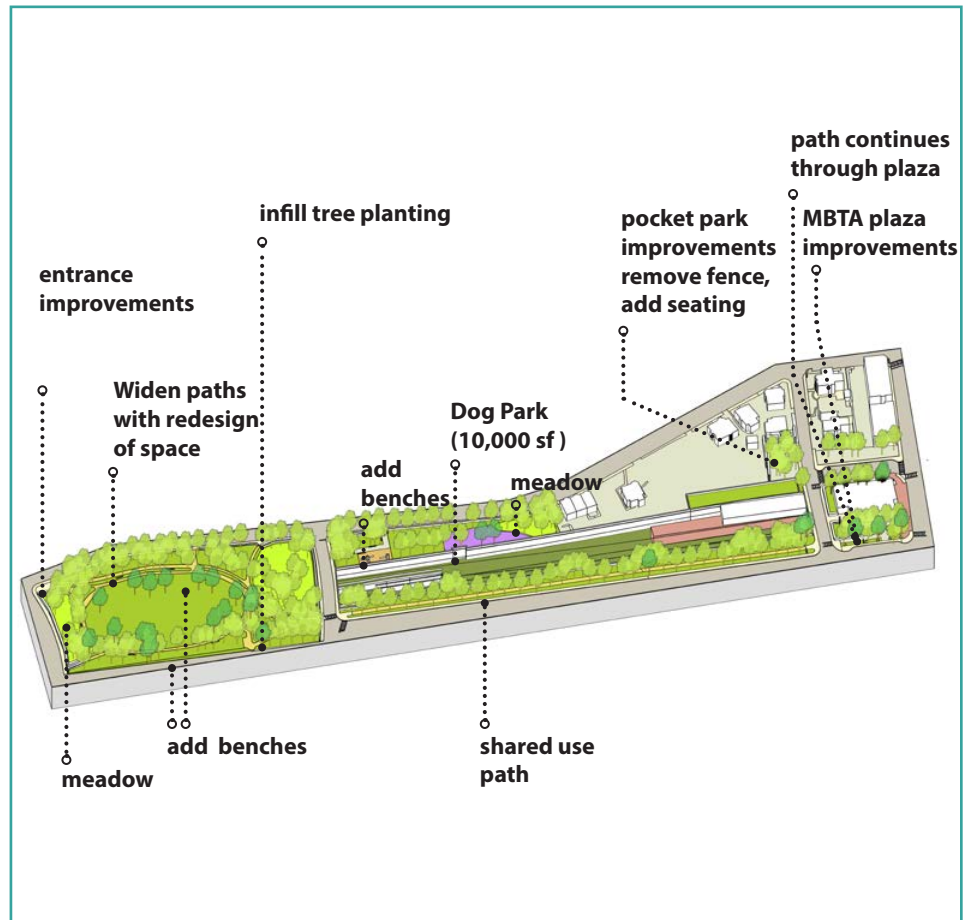 path continues
through plaza
infill tree planting
pocket park
improvements
remove fence,
add seating
MBTA plaza
improvements
entrance
improvements
Widen paths
with redesign
of space
Dog Park
(10,000 sf )
add
benches
meadow
add  benches
shared use
path
meadow